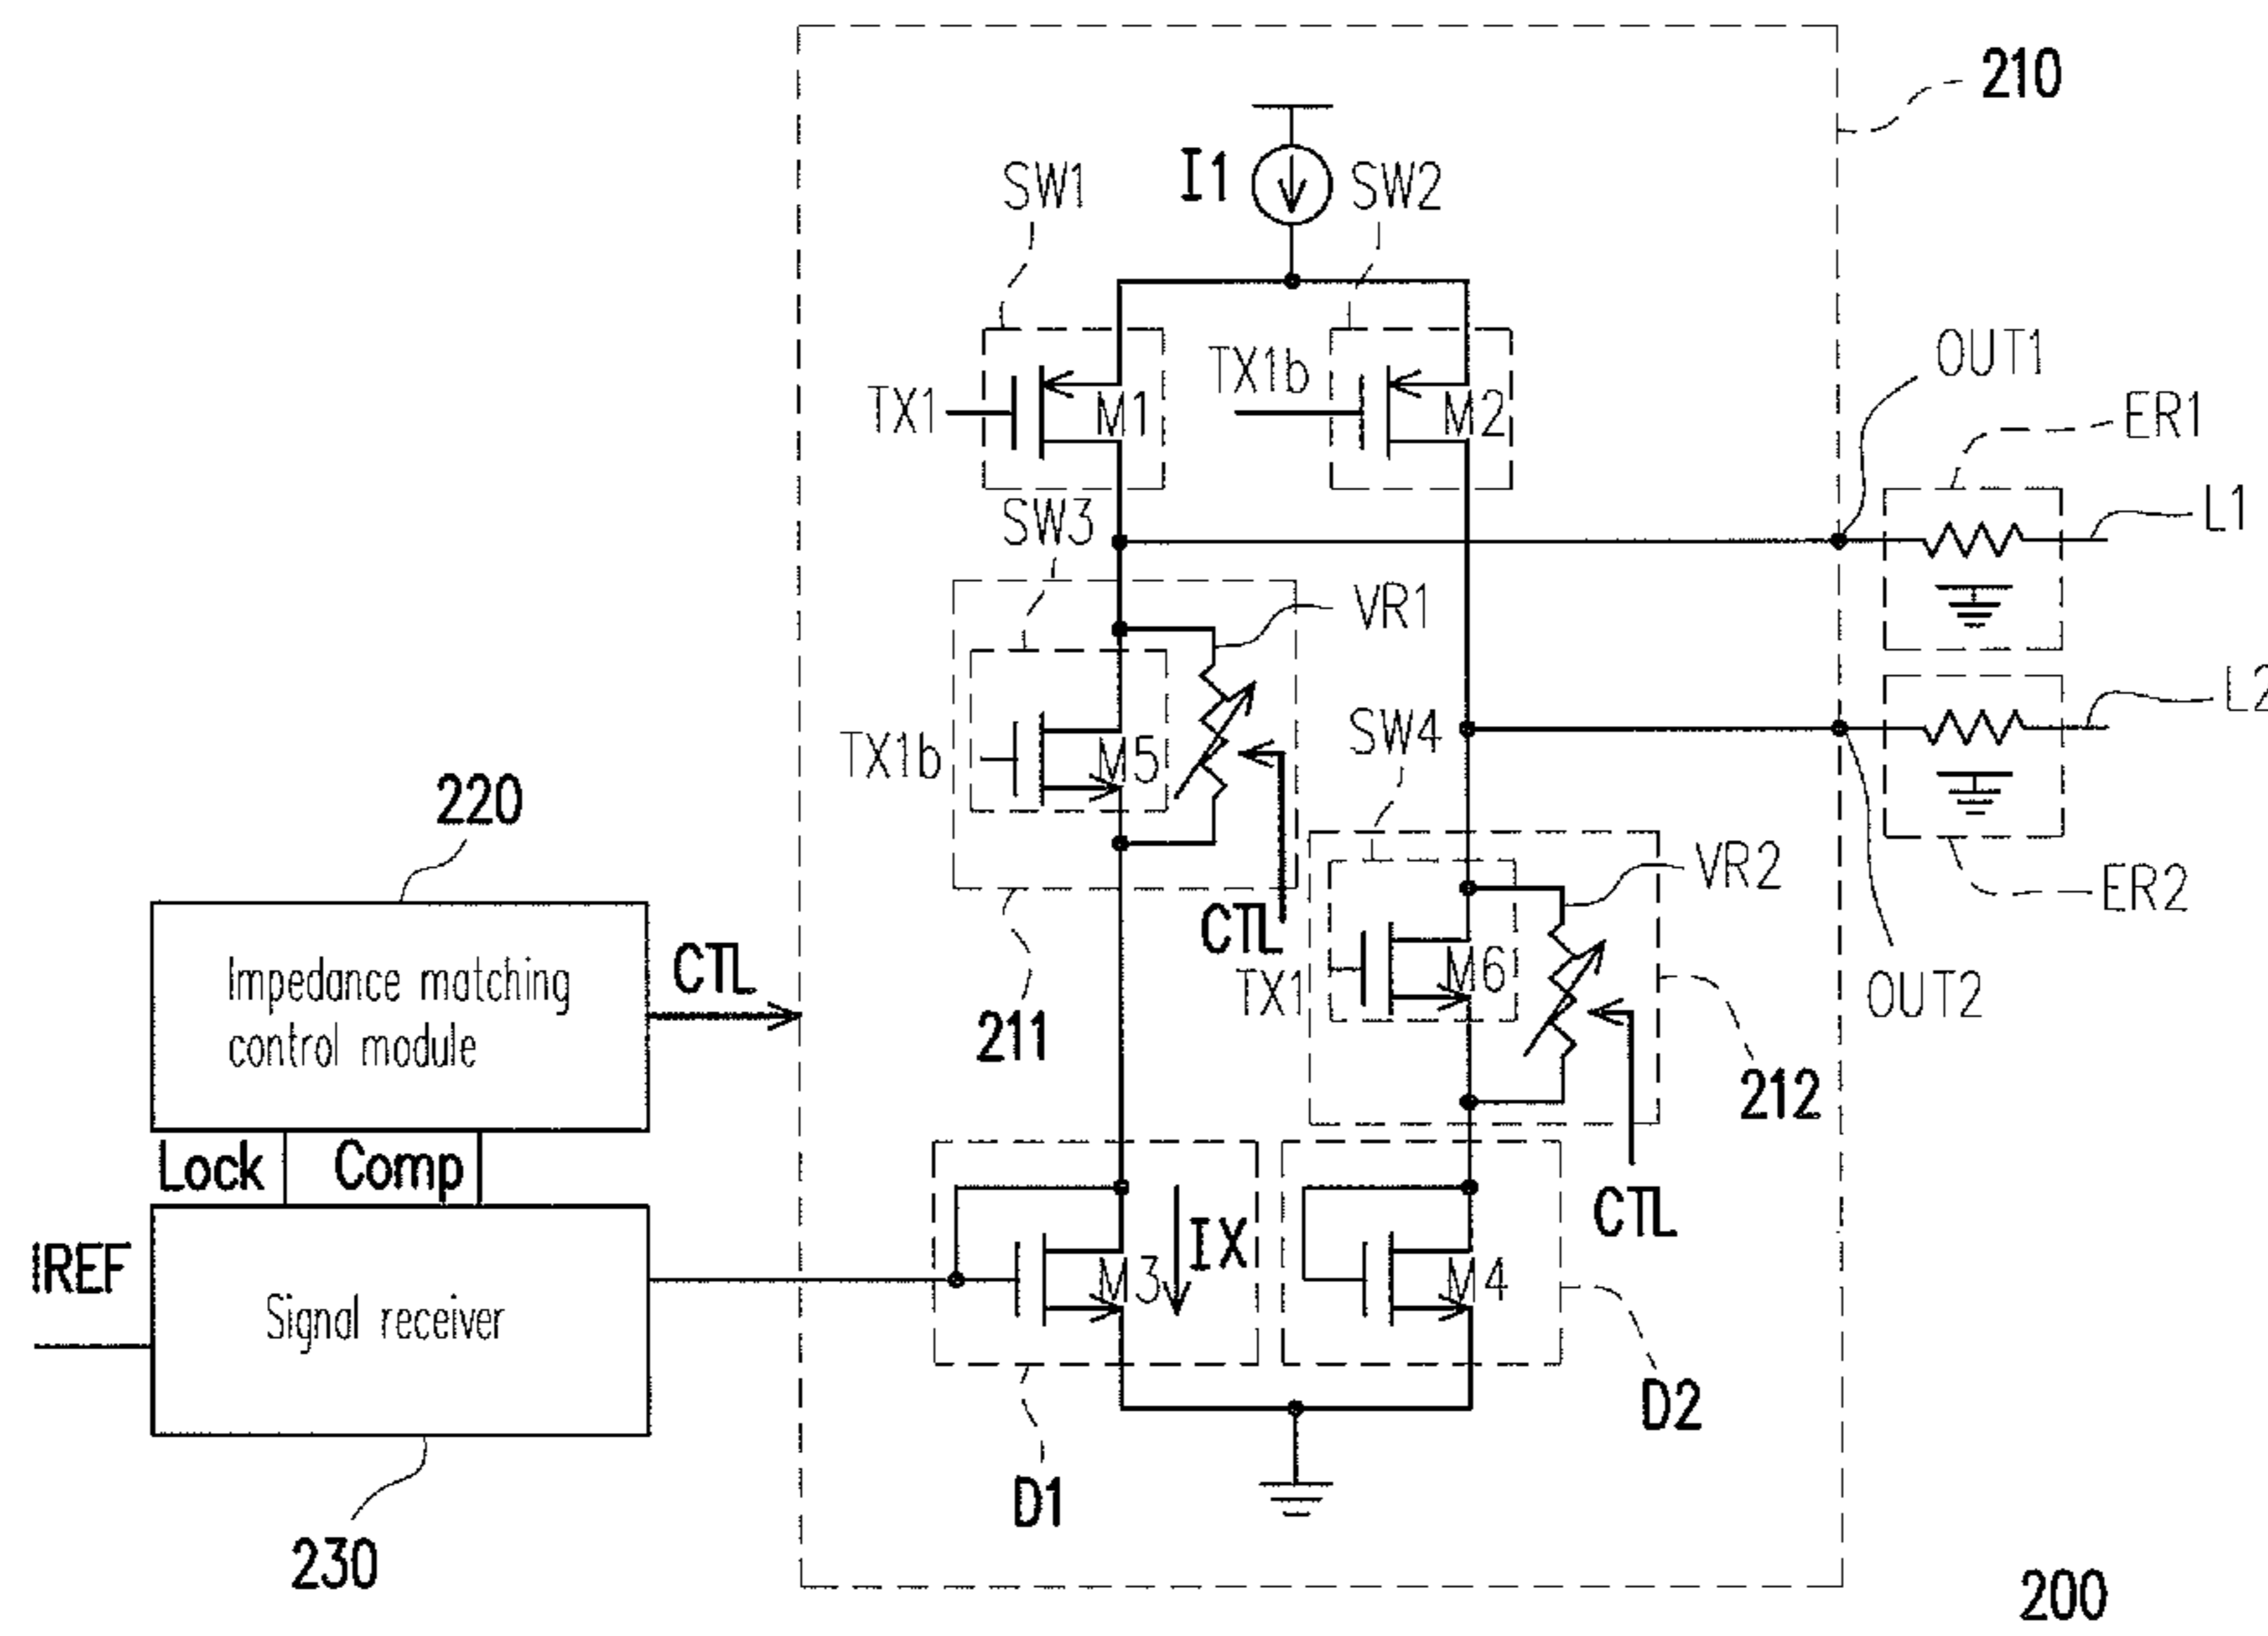 210
I1
SW1
SW2
TX1
M1
TX1b
M2
OUT1
ER1
L1
SW3
VR1
TX1b
M5
SW4
L2
ER2
220
Impedance matching
control module
CTL
CTL
TX1
M6
VR2
OUT2
211
212
Lock
Comp
IREF
Signal receiver
M3
IX
M4
CTL
D1
D2
230
200